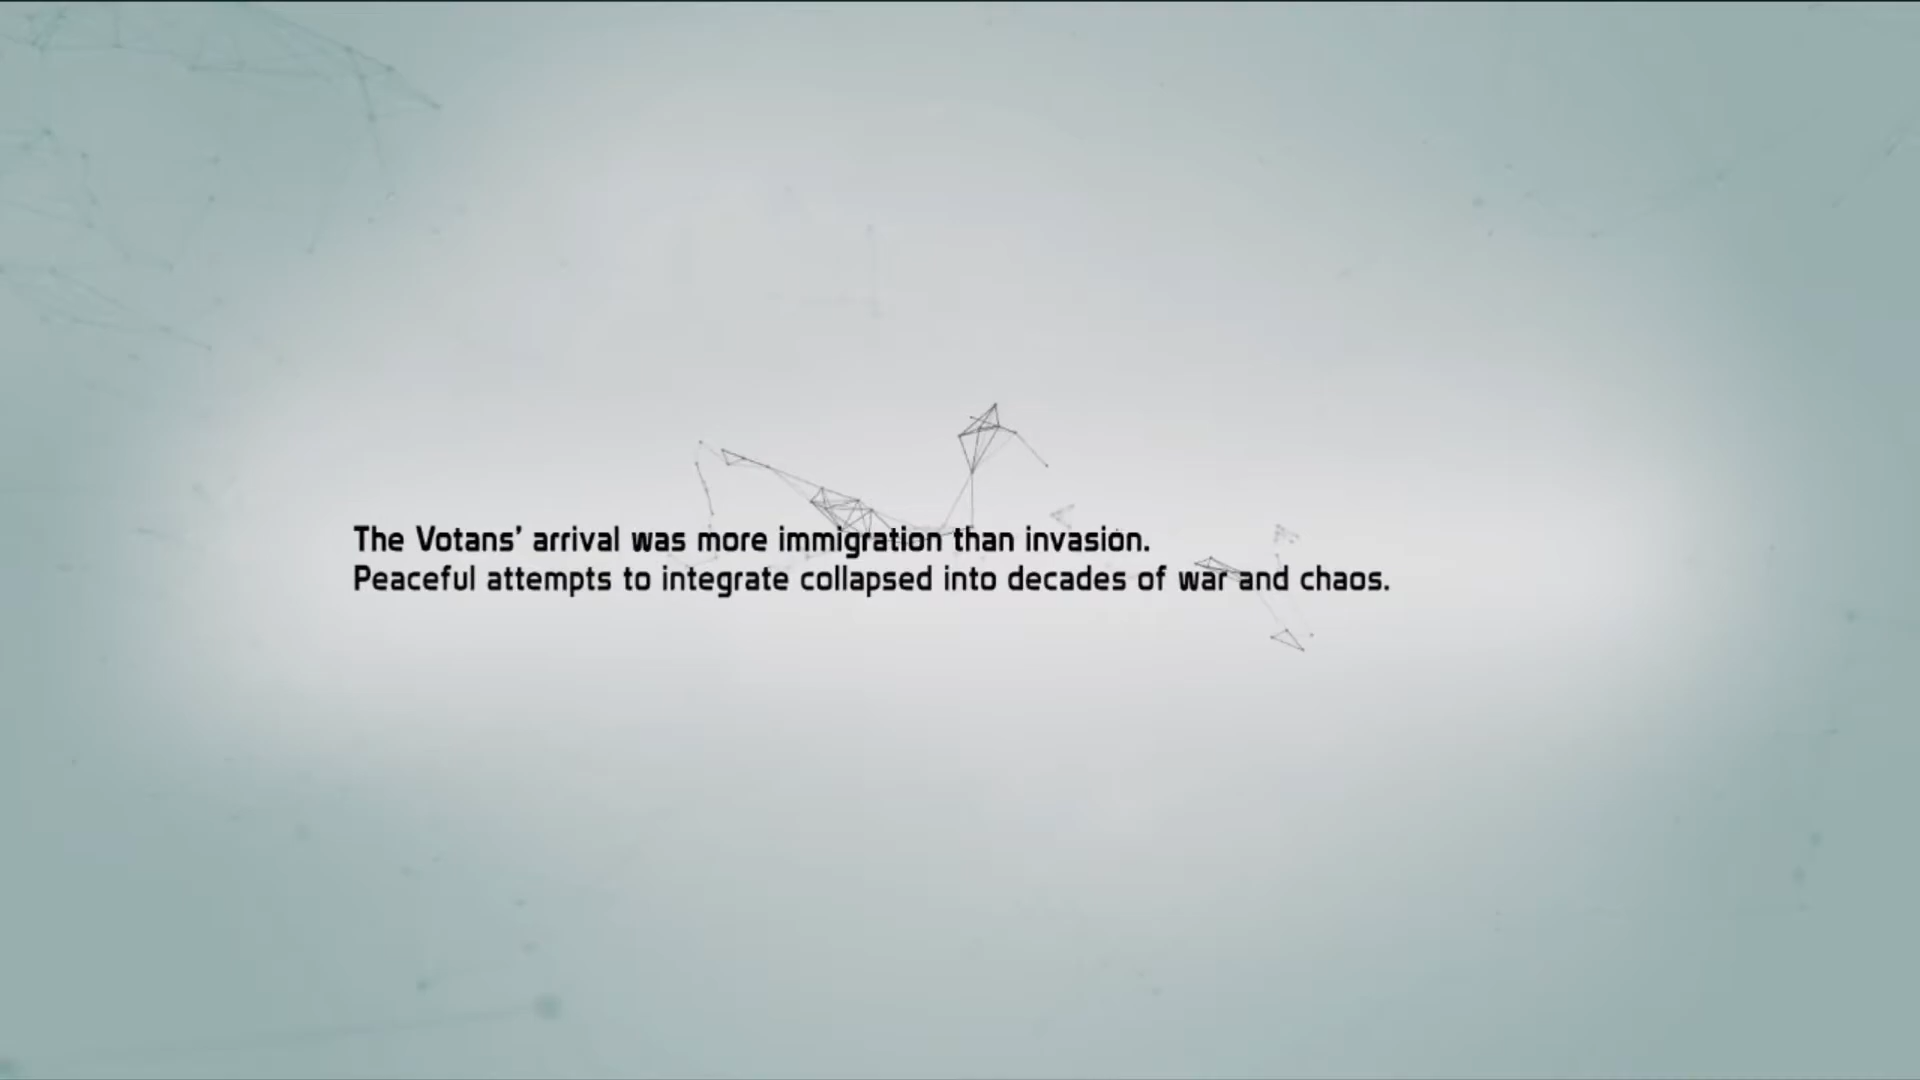 The Votans' arrival was more immigration than invasion.
Peaceful attempts to integrate collapsed into decades of war and chaos.